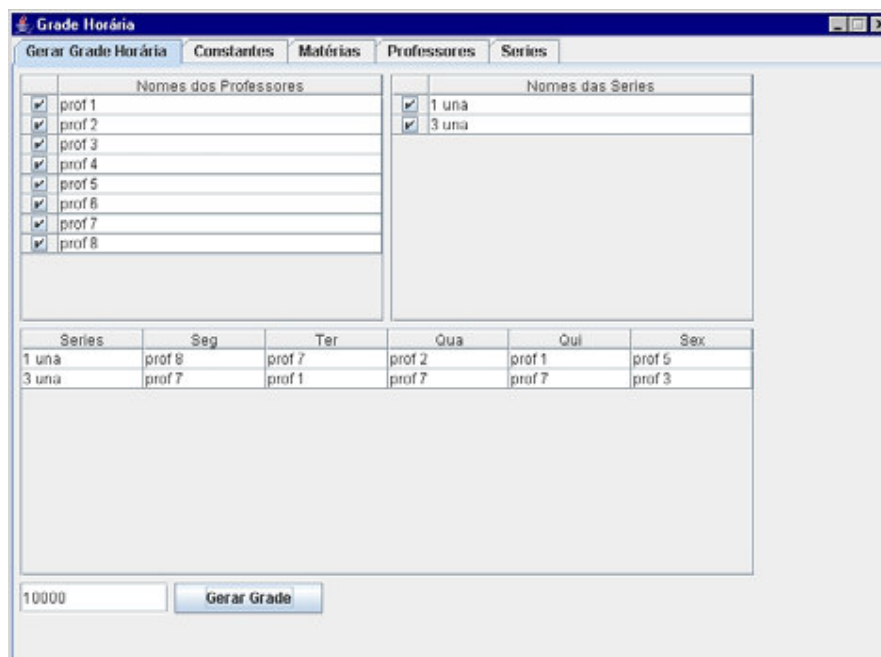 Grade Horária
Gerar Grade Horária Constantes Matérias Professores Series
Nomes dos Professores
prof 1
prof 2
prof 3
prof 4
prof 5
prof 6
prof 7
prof 8
Nomes das Series
1 una
3 una
Series Seg Ter Qua Qui Sex
1 una prof 8 prof 7 prof 2 prof 1 prof 5
3 una prof 7 prof 1 prof 7 prof 7 prof 3
10000 Gerar Grade